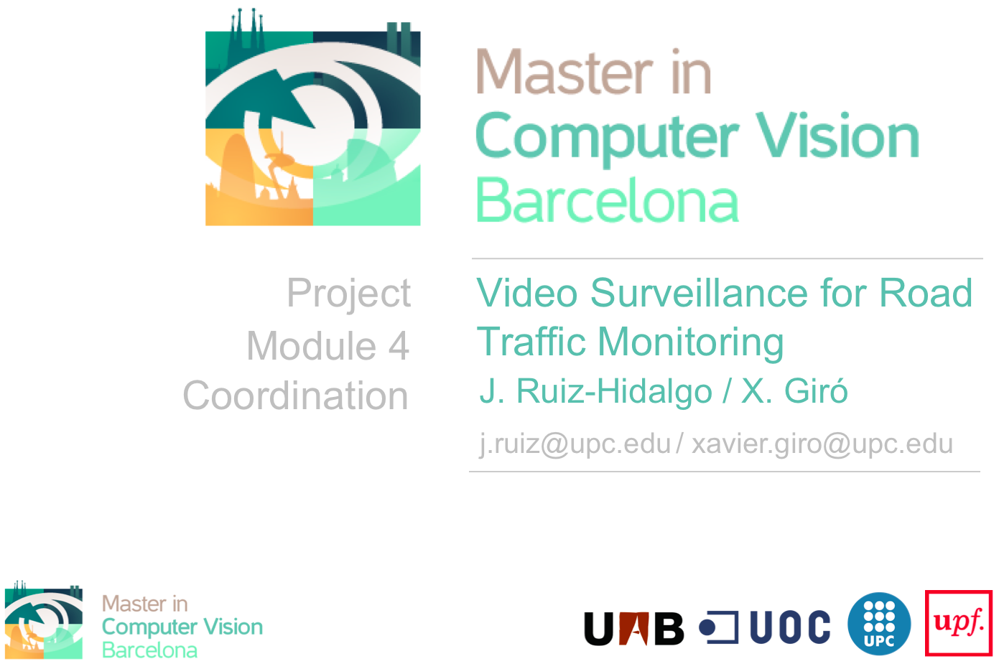 Master in
Computer Vision
Barcelona
Project
Video Surveillance for Road
Traffic Monitoring
Module 4
Coordination
J. Ruiz-Hidalgo / X. Giró
j.ruiz@upc.edu / xavier.giro@upc.edu
Master in
Computer Vision
Barcelona
UAB
UOC
UPC
upf.